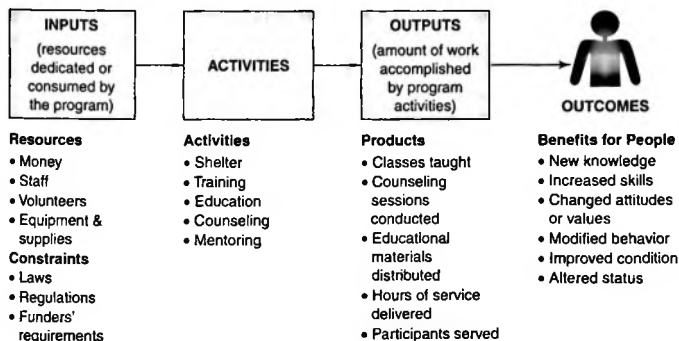 INPUTS
(resources
dedicated or
consumed by
the program)
ACTIVITIES
OUTPUTS
(amount of work
accomplished
by program
activities)
OUTCOMES
Resources
• Money
• Staff
• Volunteers
• Equipment &
supplies
Constraints
• Laws
• Regulations
• Funders'
requirements
Activities
• Shelter
• Training
• Education
• Counseling
• Mentoring
Products
• Classes taught
• Counseling
sessions
conducted
• Educational
materials
distributed
• Hours of service
delivered
• Participants served
Benefits for People
• New knowledge
• Increased skills
• Changed attitudes
or values
• Modified behavior
• Improved condition
• Altered status